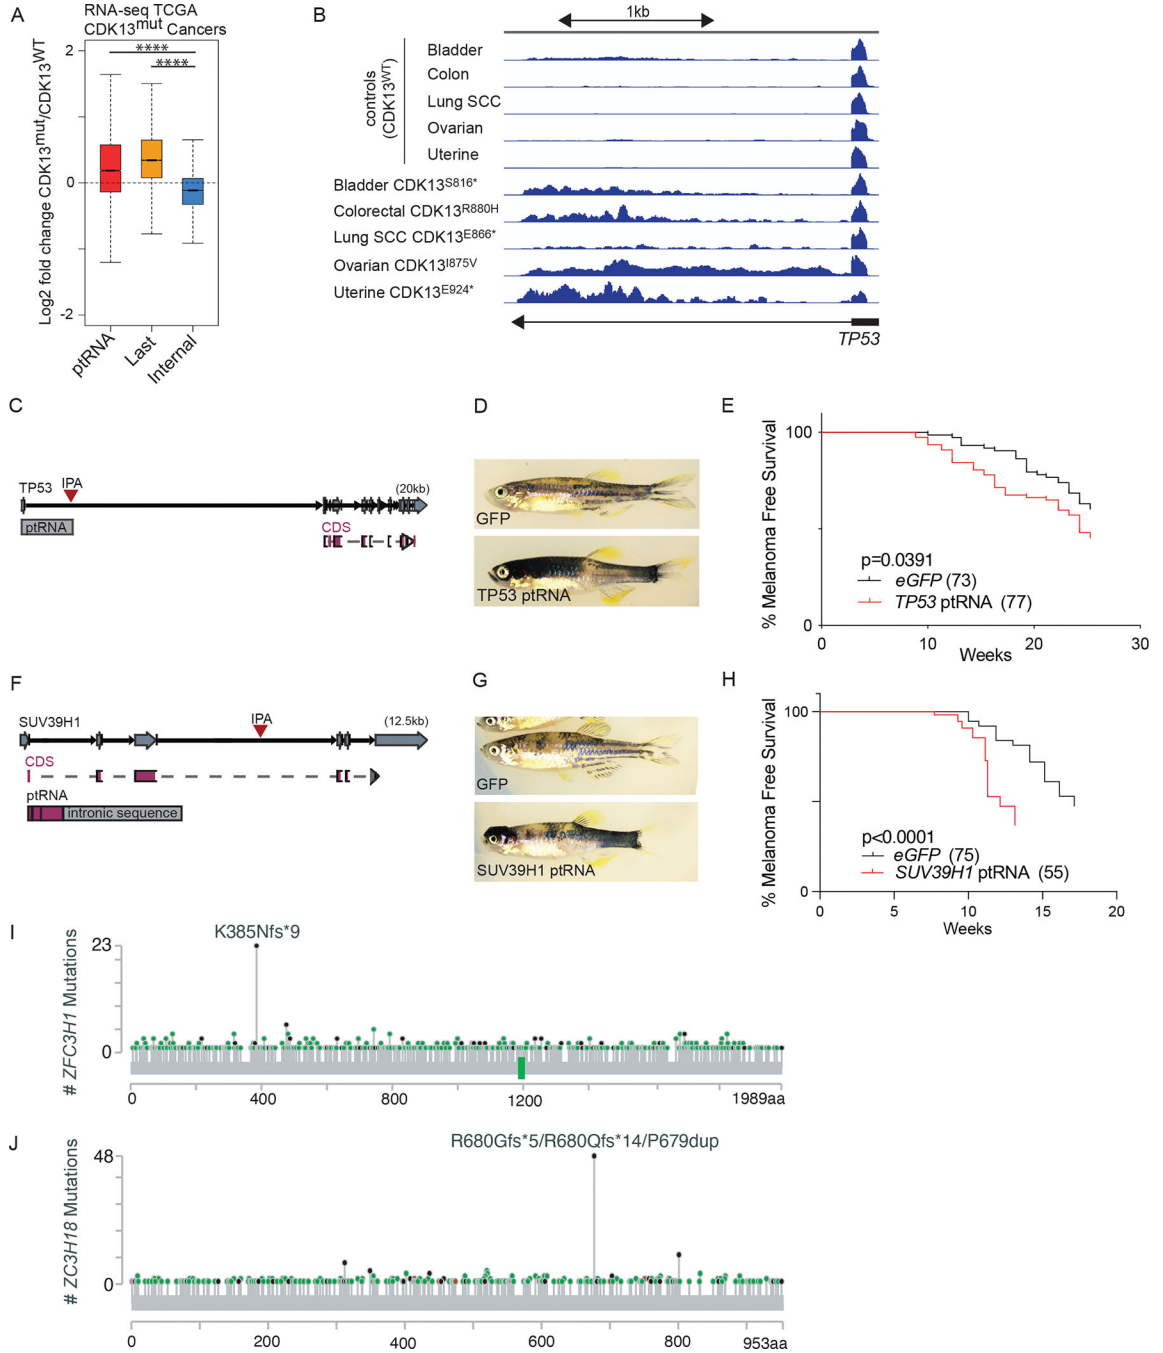 A
RNA-seq TCGA
CDK13mut Cancers
****
****
Log2 fold change CDK13mut/CDK13WT
2
0
-2
ptRNA
Last
Internal
B
1kb
controls
(CDK13WT)
Bladder
Colon
Lung SCC
Ovarian
Uterine
Bladder CDK13S816*
Colorectal CDK13R880H
Lung SCC CDK13E866*
Ovarian CDK13I875V
Uterine CDK13E924*
TP53
C
TP53
IPA
(20kb)
ptRNA
CDS
D
GFP
TP53 ptRNA
E
% Melanoma Free Survival
100
0
p=0.0391
eGFP (73)
TP53 ptRNA (77)
0
10
20
30
Weeks
F
SUV39H1
IPA
(12.5kb)
CDS
ptRNA
intronic sequence
G
GFP
SUV39H1 ptRNA
H
% Melanoma Free Survival
100
0
p<0.0001
eGFP (75)
SUV39H1 ptRNA (55)
0
5
10
15
20
Weeks
I
K385Nfs*9
# ZFC3H1 Mutations
23
0
0
400
800
1200
1989aa
J
R680Gfs*5/R680Qfs*14/P679dup
# ZC3H18 Mutations
48
0
0
200
400
600
800
953aa